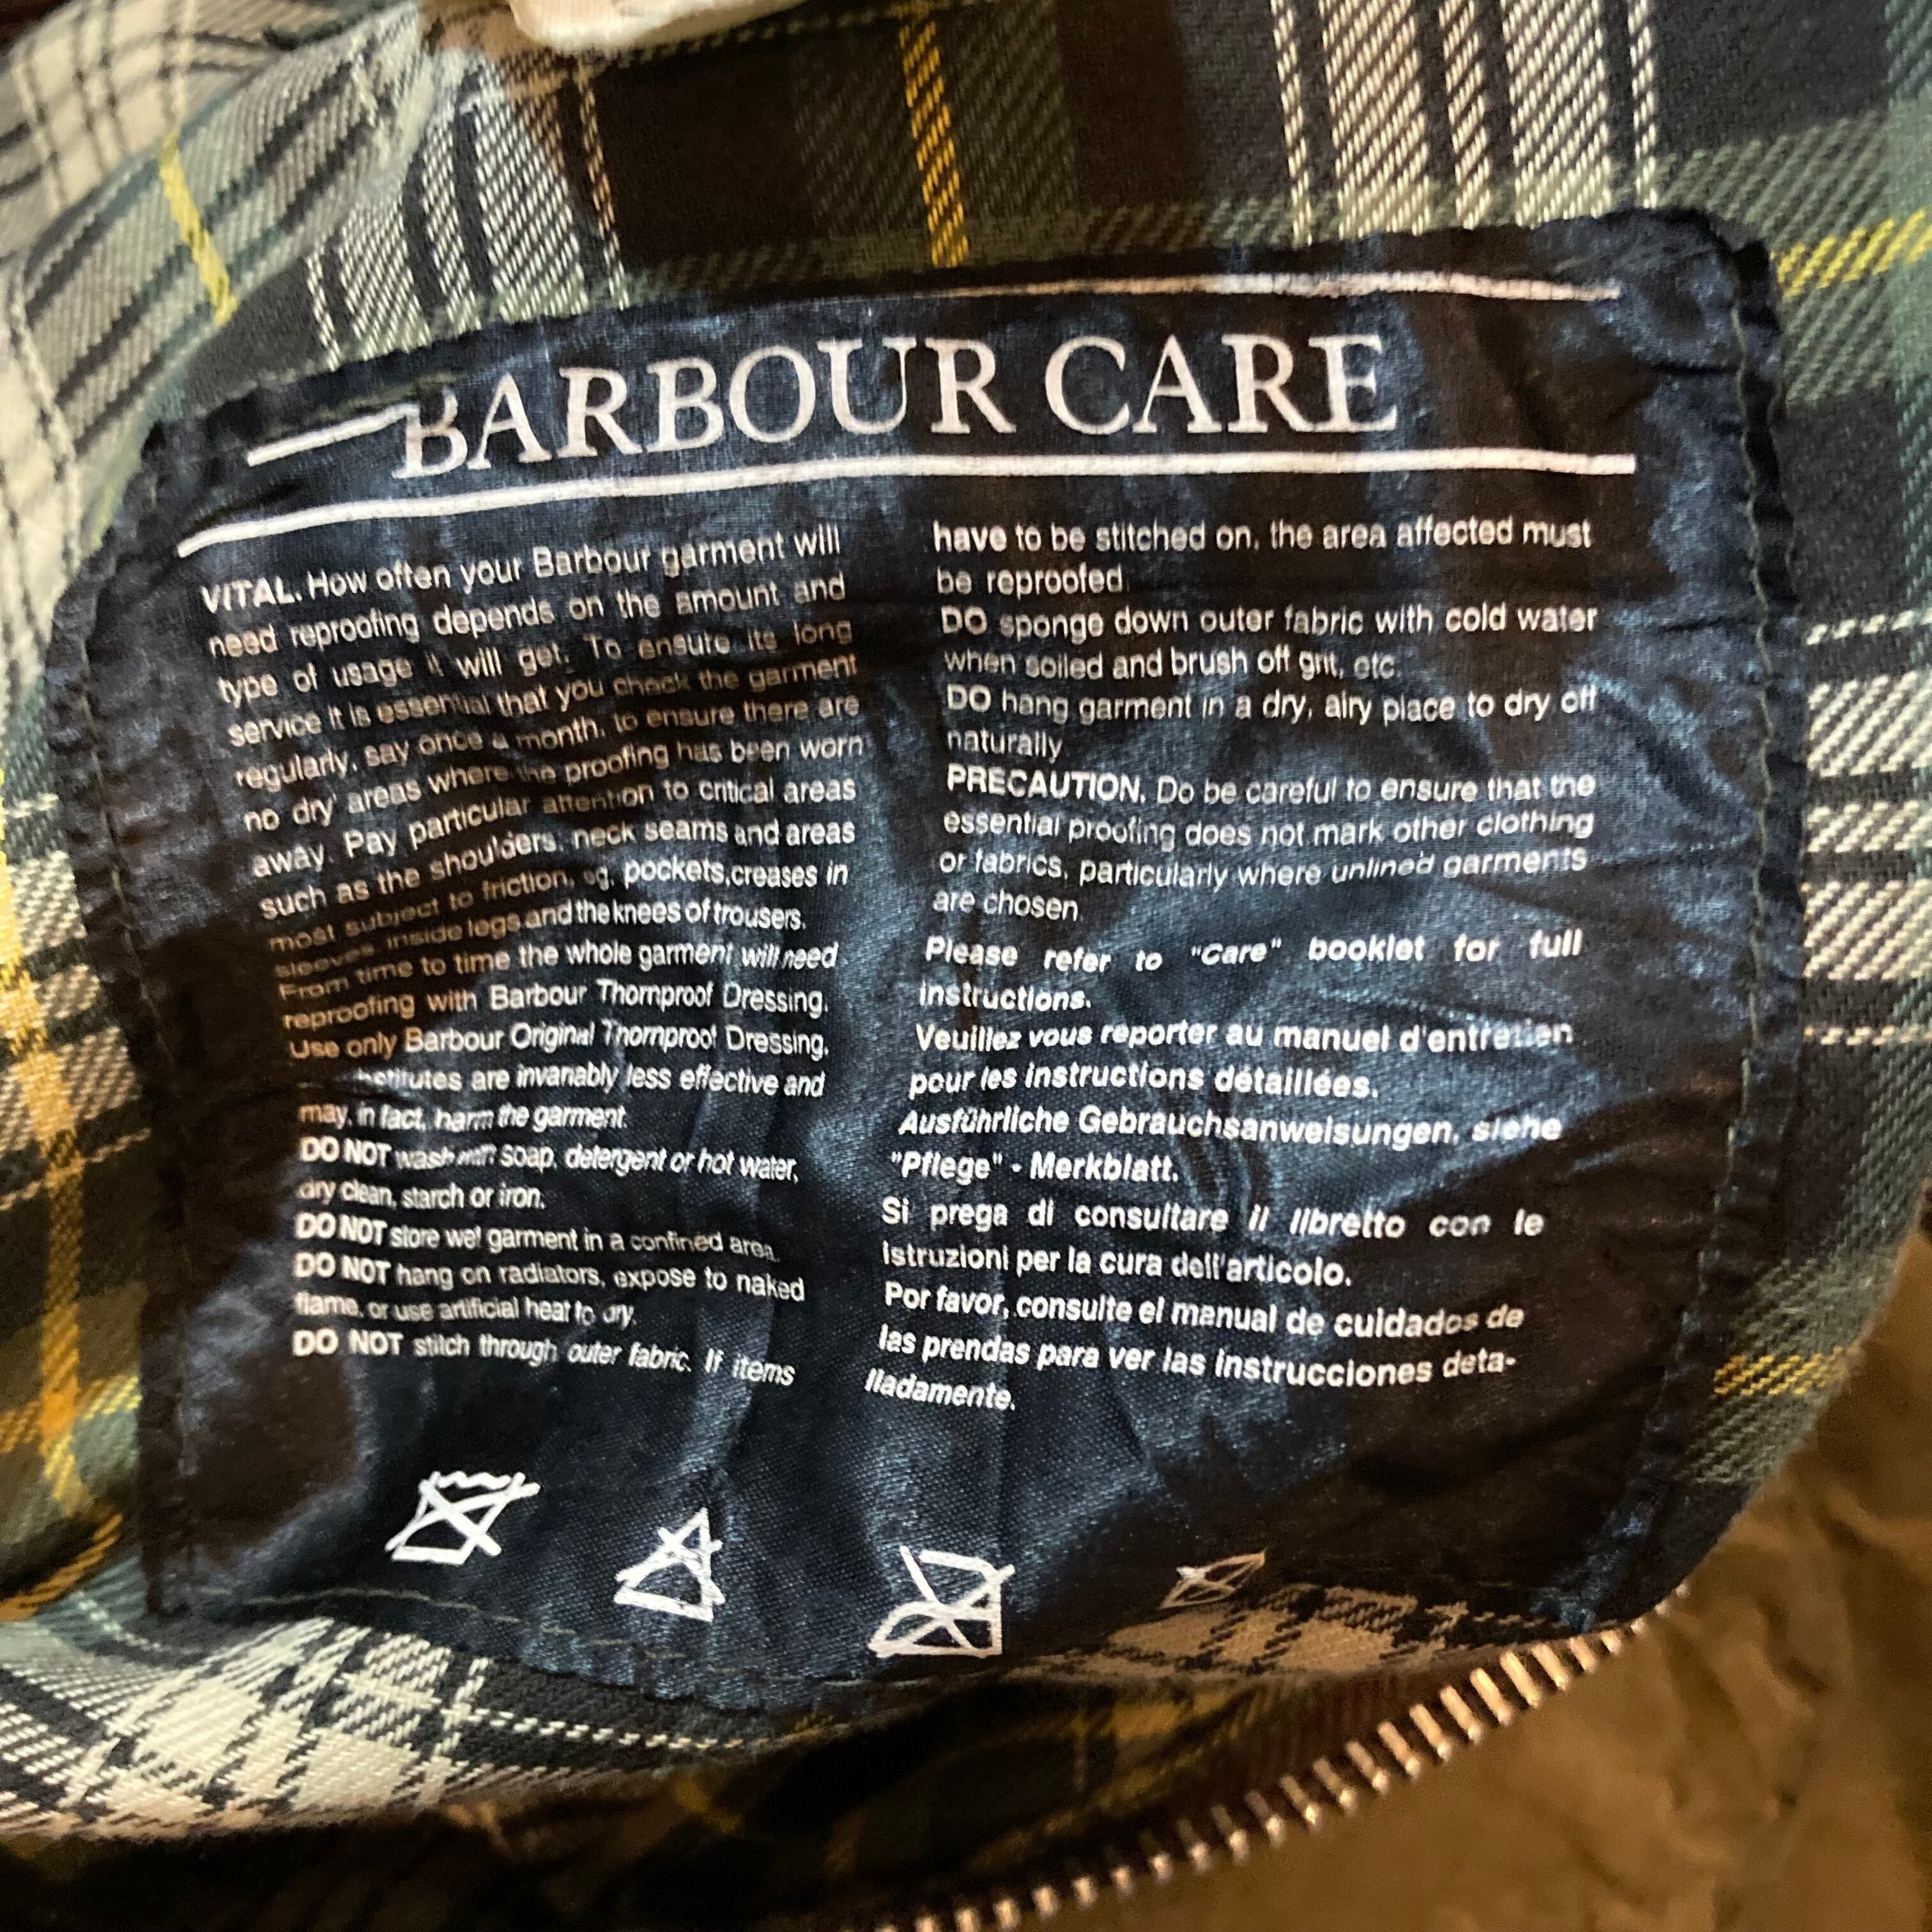 BARBOUR CARE
VITAL. How often your Barbour garment will
need reproofing depends on the amount and
type of usage it will get. To ensure its long
service it is essential that you check the garment
regularly, say once a month, to ensure there are
no 'dry' areas where the proofing has been worn
away. Pay particular attention to critical areas
such as the shoulders, neck seams and areas
most subject to friction, eg. pockets, creases in
sleeves, inside legs and the knees of trousers.
From time to time the whole garment will need
reproofing with Barbour Thornproof Dressing.
Use only Barbour Original Thornproof Dressing,
are invariably less effective and
may, in fact, harm the garment.
DO NOT wash with soap, detergent or hot water,
dry clean, starch or iron.
DO NOT store wet garment in a confined area.
DO NOT hang on radiators, expose to naked
flame, or use artificial heat to dry.
DO NOT stitch through outer fabric. If items
have to be stitched on, the area affected must
be reproofed.
DO sponge down outer fabric with cold water
when soiled and brush off grit, etc.
DO hang garment in a dry, airy place to dry off
naturally.
PRECAUTION. Do be careful to ensure that the
essential proofing does not mark other clothing
or fabrics, particularly where unlined garments
are chosen.
Please refer to "Care" booklet for full
instructions.
Veuillez vous reporter au manuel d'entretien
pour les instructions détaillées.
Ausführliche Gebrauchsanweisungen, siehe
"Pflege" - Merkblatt.
Si prega di consultare il libretto con le
istruzioni per la cura dell'articolo.
Por favor, consulte el manual de cuidados de
las prendas para ver las instrucciones deta-
lladamente.